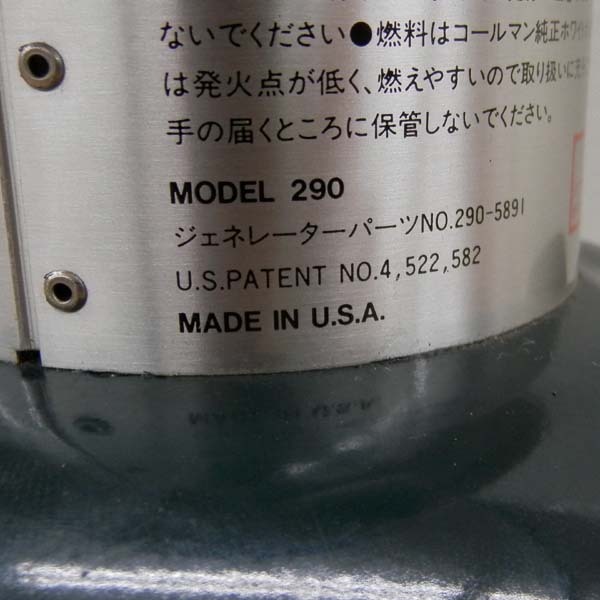 ないでください●燃料はコールマン純正ホワイト
は発火点が低く、燃えやすいので取り扱いに
手の届くところに保管しないでください。
MODEL 290
ジェネレーターパーツNO.290-5891
U.S.PATENT NO.4,522,582
MADE IN U.S.A.